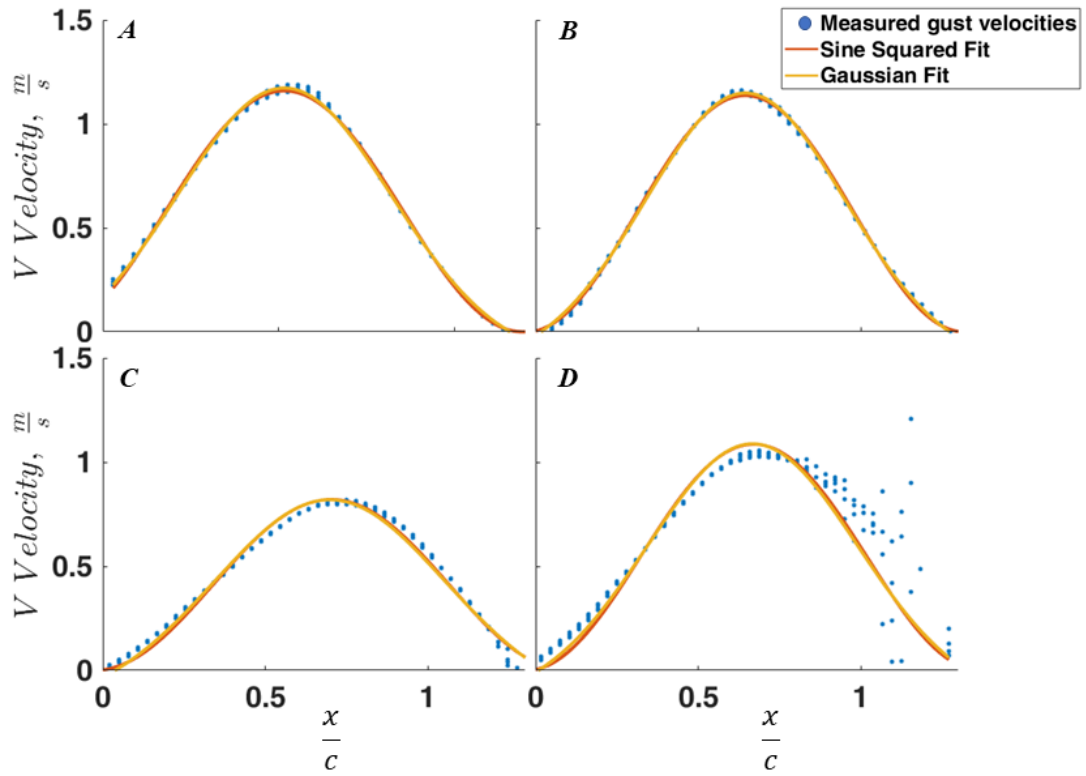 A
B
Measured gust velocities
Sine Squared Fit
Gaussian Fit
V Velocity, m/s
1.5
1
0.5
0
C
D
V Velocity, m/s
1.5
1
0.5
0
0
0.5
1
0
0.5
1
x/c
x/c